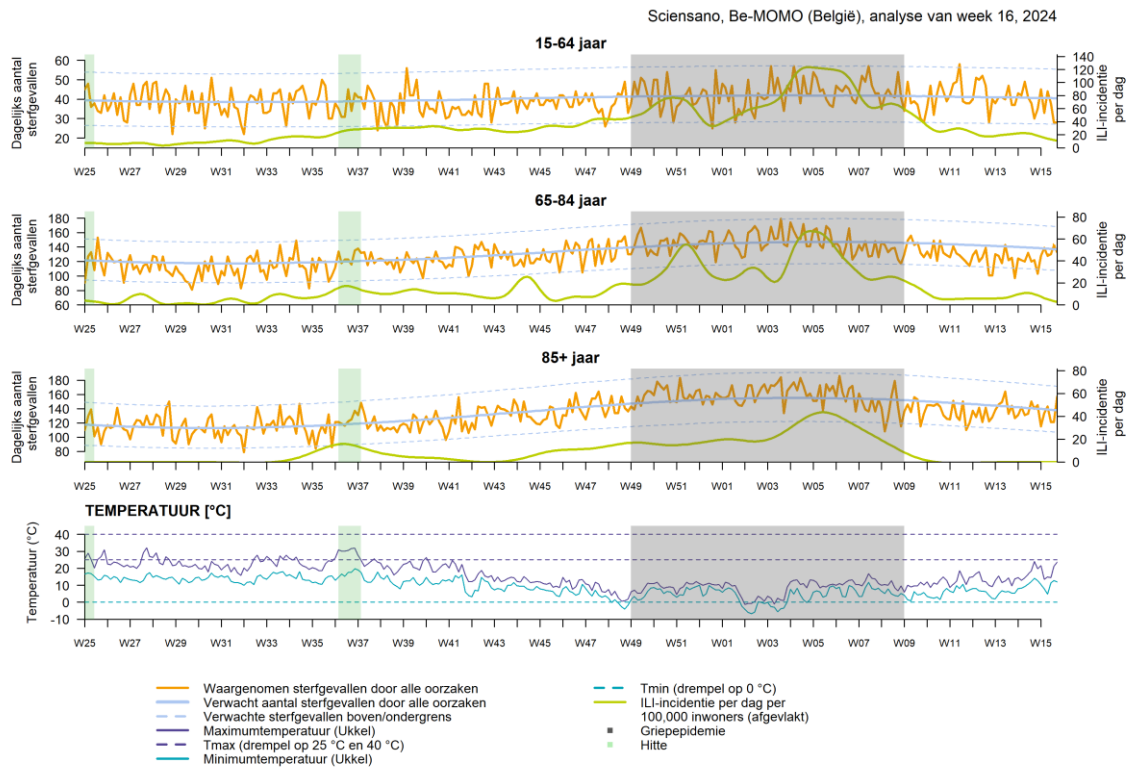 Sciensano, Be-MOMO (België), analyse van week 16, 2024
15-64 jaar
Dagelijks aantal
sterfgevallen
60
50
40
30
20
140
120
100
80
60
40
20
0
ILI-incidentie
per dag
W25 W27 W29 W31 W33 W35 W37 W39 W41 W43 W45 W47 W49 W51 W01 W03 W05 W07 W09 W11 W13 W15
65-84 jaar
Dagelijks aantal
sterfgevallen
180
160
140
120
100
80
60
80
60
40
20
0
ILI-incidentie
per dag
W25 W27 W29 W31 W33 W35 W37 W39 W41 W43 W45 W47 W49 W51 W01 W03 W05 W07 W09 W11 W13 W15
85+ jaar
Dagelijks aantal
sterfgevallen
180
160
140
120
100
80
80
60
40
20
0
ILI-incidentie
per dag
W25 W27 W29 W31 W33 W35 W37 W39 W41 W43 W45 W47 W49 W51 W01 W03 W05 W07 W09 W11 W13 W15
TEMPERATUUR [°C]
Temperatuur (°C)
40
30
20
10
0
-10
W25 W27 W29 W31 W33 W35 W37 W39 W41 W43 W45 W47 W49 W51 W01 W03 W05 W07 W09 W11 W13 W15
Waargenomen sterfgevallen door alle oorzaken
Verwacht aantal sterfgevallen door alle oorzaken
Verwachte sterfgevallen boven/ondergrens
Maximumtemperatuur (Ukkel)
Tmax (drempel op 25 °C en 40 °C)
Minimumtemperatuur (Ukkel)
Tmin (drempel op 0 °C)
ILI-incidentie per dag per
100,000 inwoners (afgevlakt)
Griepepidemie
Hitte